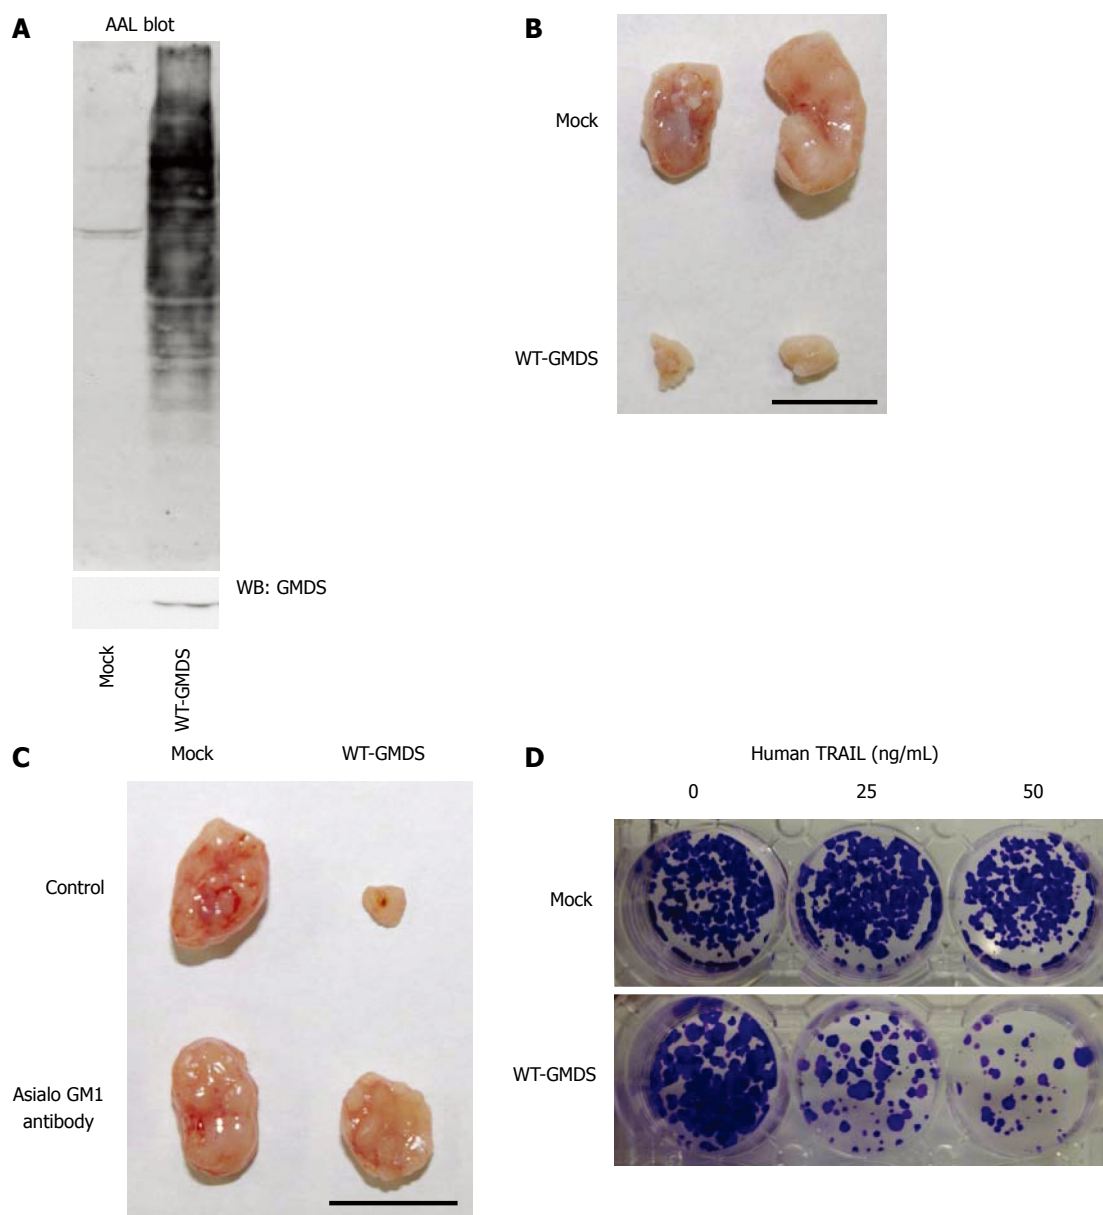 A
AAL blot
WB: GMDS
Mock
WT-GMDS
B
Mock
WT-GMDS
C
Mock
WT-GMDS
Control
Asialo GM1
antibody
D
Human TRAIL (ng/mL)
0
25
50
Mock
WT-GMDS